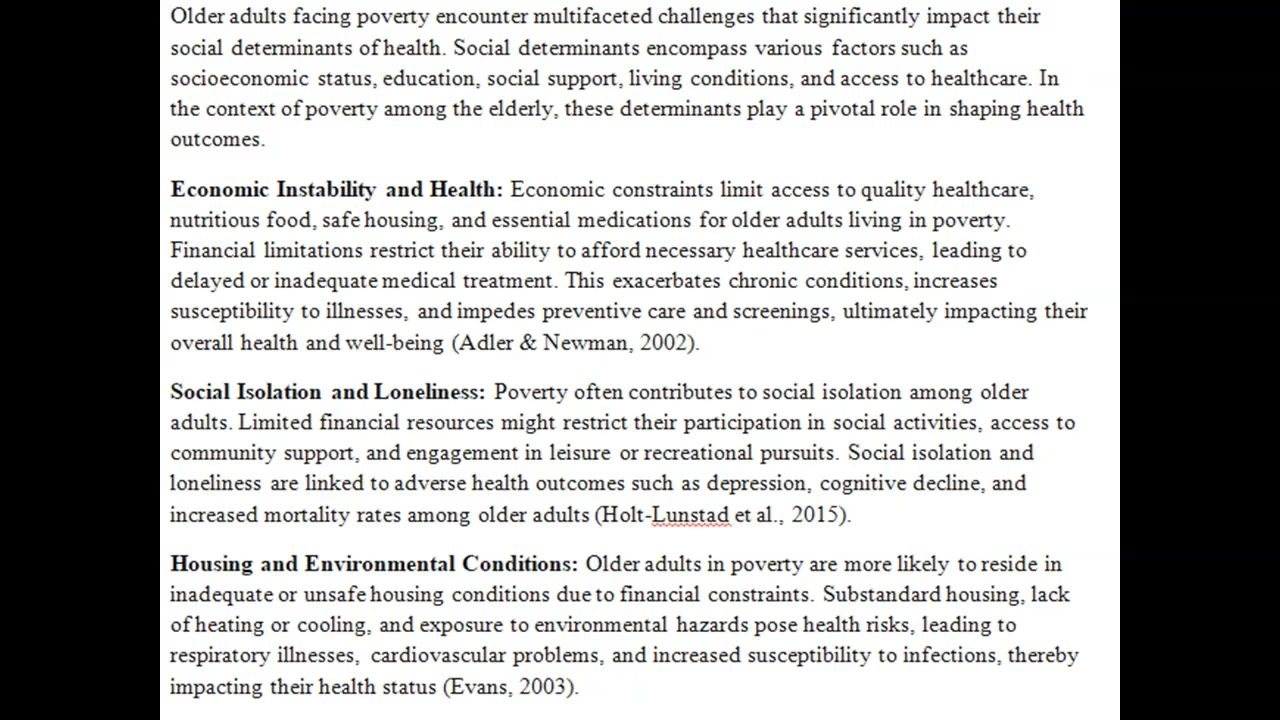 Older adults facing poverty encounter multifaceted challenges that significantly impact their
social determinants of health. Social determinants encompass various factors such as
socioeconomic status, education, social support, living conditions, and access to healthcare. In
the context of poverty among the elderly, these determinants play a pivotal role in shaping health
outcomes.
Economic Instability and Health: Economic constraints limit access to quality healthcare,
nutritious food, safe housing, and essential medications for older adults living in poverty.
Financial limitations restrict their ability to afford necessary healthcare services, leading to
delayed or inadequate medical treatment. This exacerbates chronic conditions, increases
susceptibility to illnesses, and impedes preventive care and screenings, ultimately impacting their
overall health and well-being (Adler & Newman, 2002).
Social Isolation and Loneliness: Poverty often contributes to social isolation among older
adults. Limited financial resources might restrict their participation in social activities, access to
community support, and engagement in leisure or recreational pursuits. Social isolation and
loneliness are linked to adverse health outcomes such as depression, cognitive decline, and
increased mortality rates among older adults (Holt-Lunstad et al., 2015).
Housing and Environmental Conditions: Older adults in poverty are more likely to reside in
inadequate or unsafe housing conditions due to financial constraints. Substandard housing, lack
of heating or cooling, and exposure to environmental hazards pose health risks, leading to
respiratory illnesses, cardiovascular problems, and increased susceptibility to infections, thereby
impacting their health status (Evans, 2003).